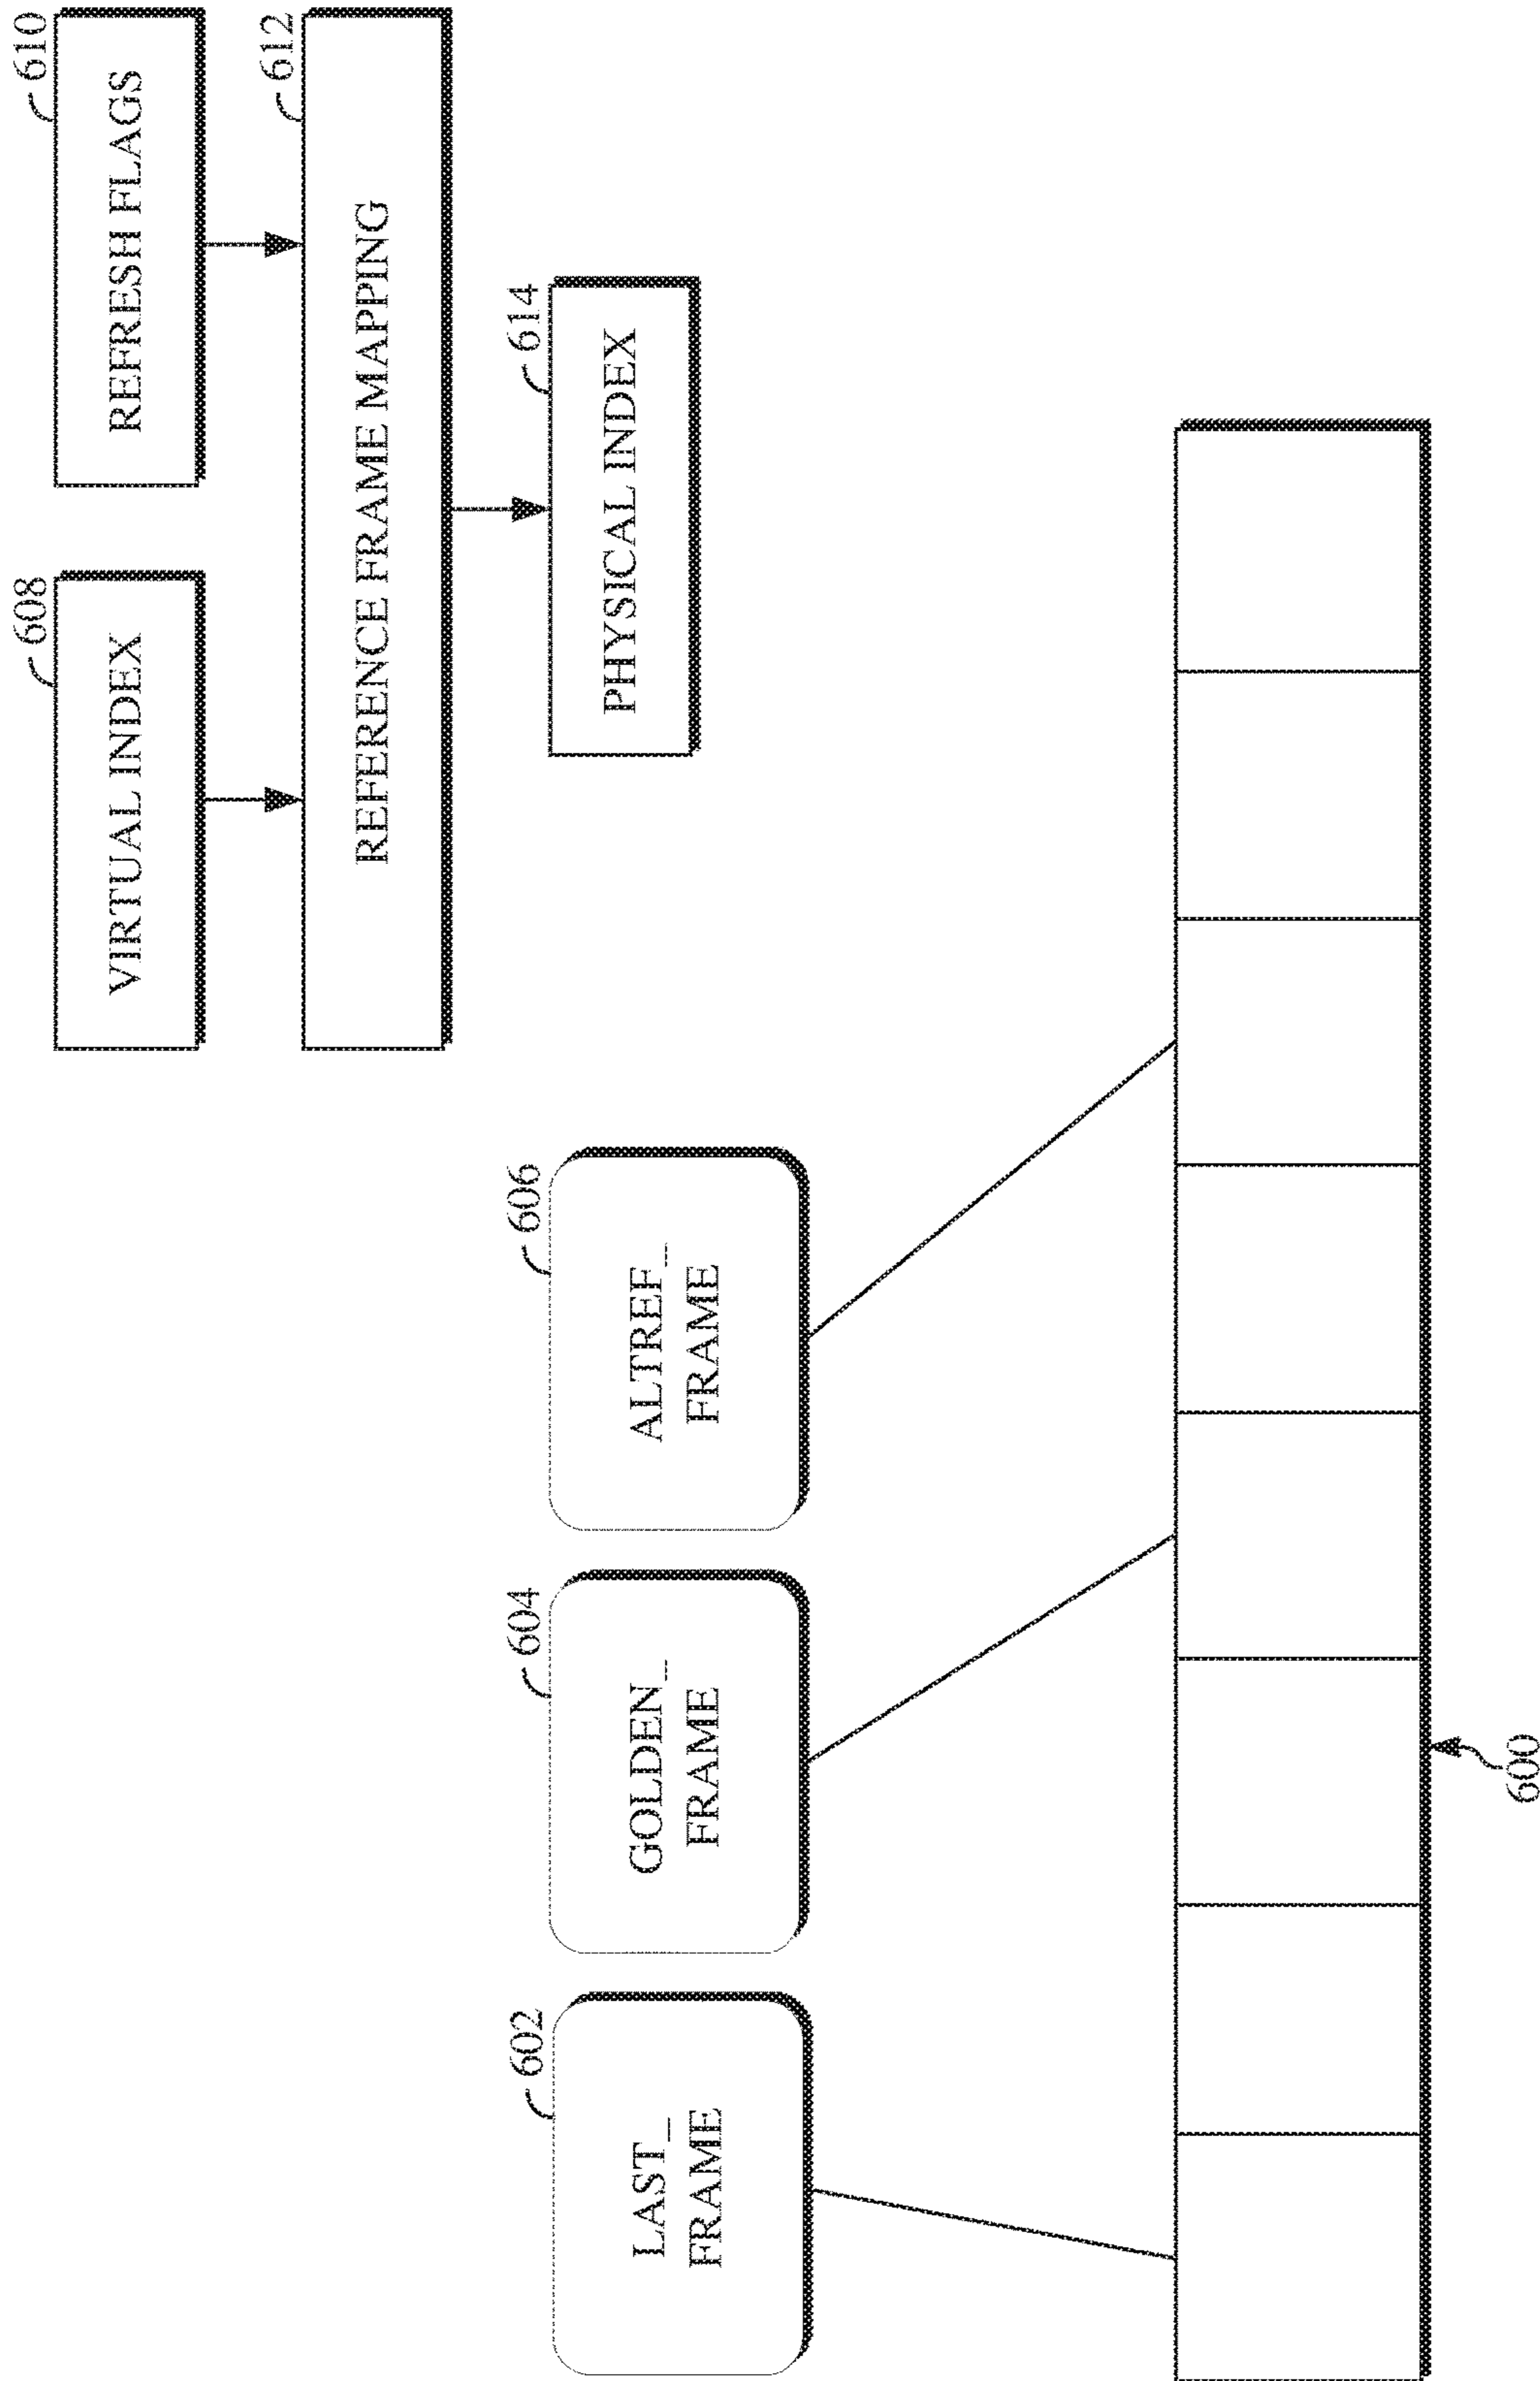 608
VIRTUAL INDEX
610
REFRESH FLAGS
612
REFERENCE FRAME MAPPING
614
PHYSICAL INDEX
602
LAST_
FRAME
604
GOLDEN_
FRAME
606
ALTREF_
FRAME
600